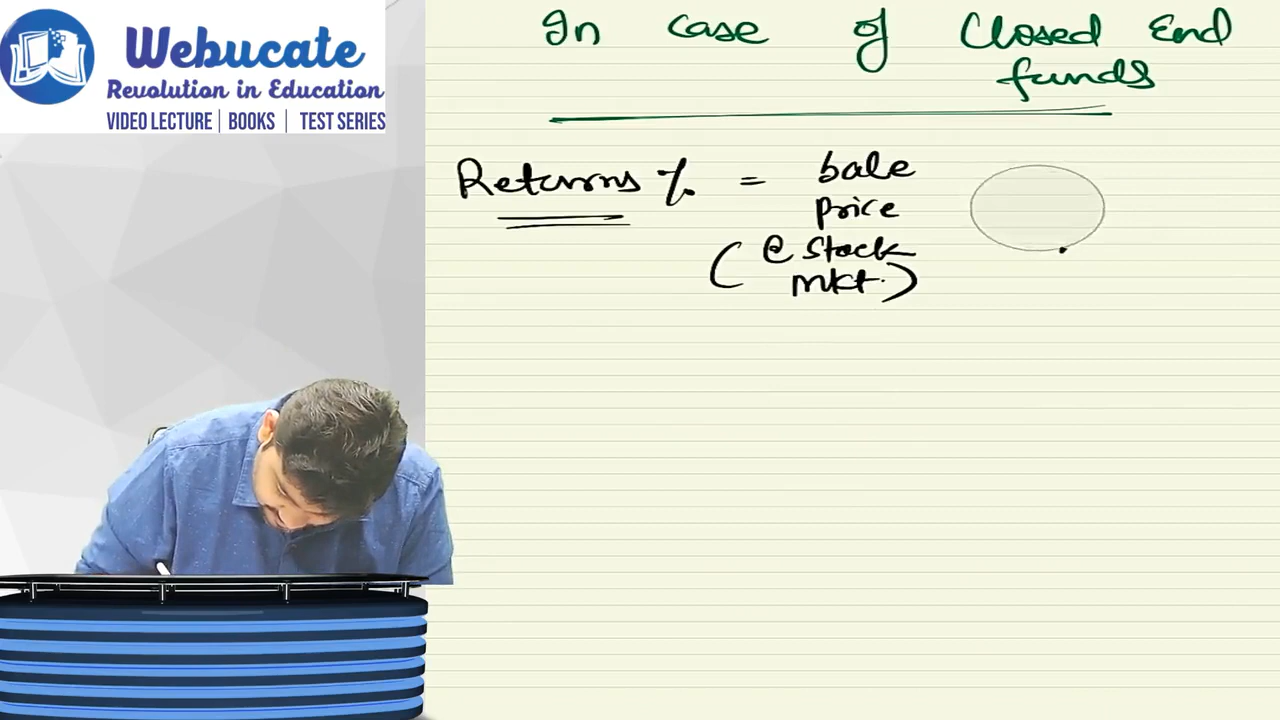 Webucate
Revolution in Education
VIDEO LECTURE | BOOKS | TEST SERIES
In case of Closed End
funds
Returns % = Sale
price
(@ Stock
mkt.)